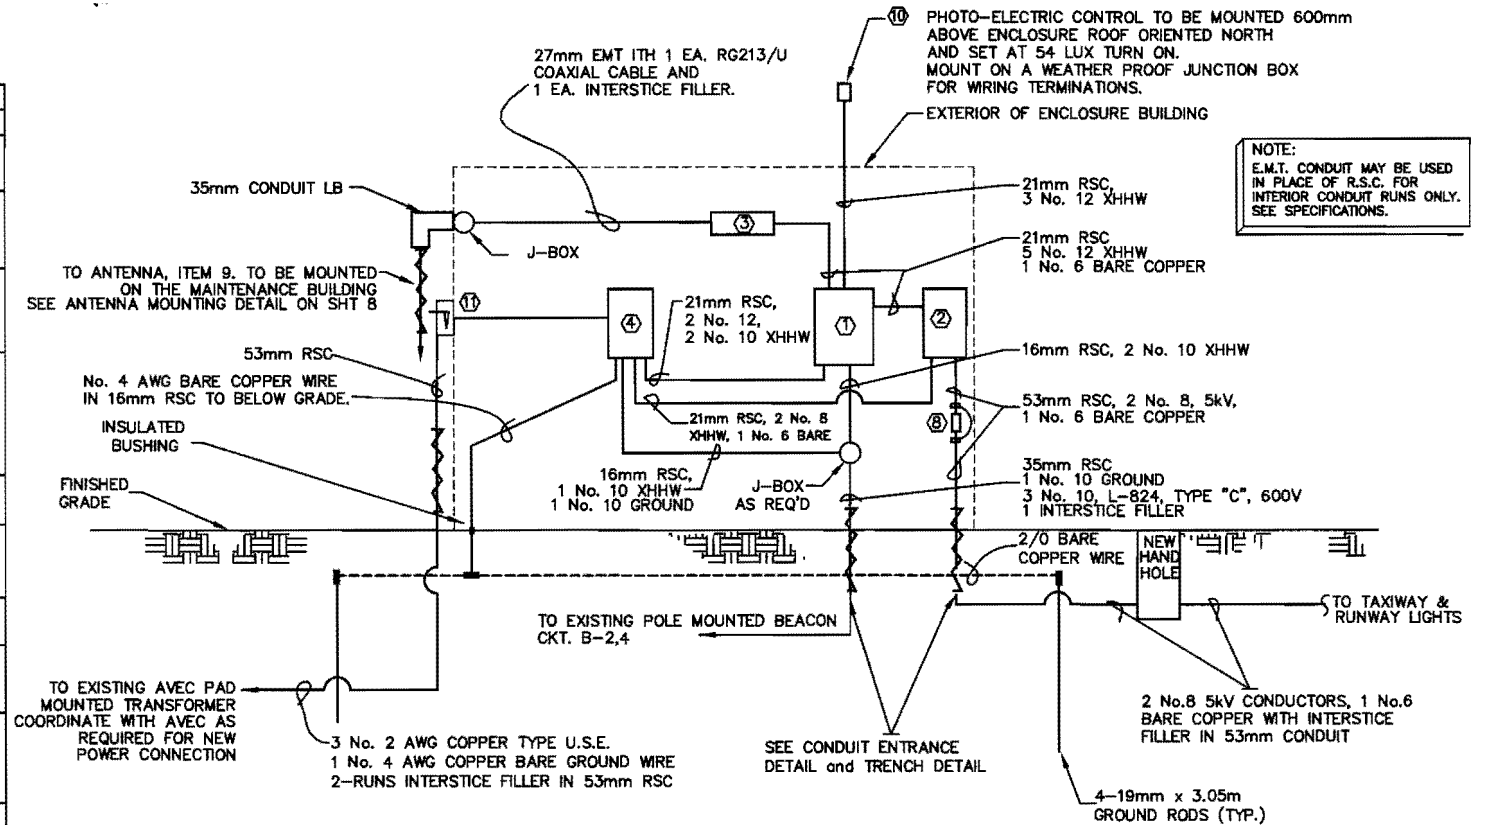 10
PHOTO-ELECTRIC CONTROL TO BE MOUNTED 600mm
ABOVE ENCLOSURE ROOF ORIENTED NORTH
AND SET AT 54 LUX TURN ON.
MOUNT ON A WEATHER PROOF JUNCTION BOX
FOR WIRING TERMINATIONS.
27mm EMT ITH 1 EA. RG213/U
COAXIAL CABLE AND
1 EA. INTERSTICE FILLER.
EXTERIOR OF ENCLOSURE BUILDING
NOTE:
E.M.T. CONDUIT MAY BE USED
IN PLACE OF R.S.C. FOR
INTERIOR CONDUIT RUNS ONLY.
SEE SPECIFICATIONS.
35mm CONDUIT LB
21mm RSC,
3 No. 12 XHHW
3
J-BOX
21mm RSC
5 No. 12 XHHW
1 No. 6 BARE COPPER
TO ANTENNA, ITEM 9. TO BE MOUNTED
ON THE MAINTENANCE BUILDING
SEE ANTENNA MOUNTING DETAIL ON SHT 8
11
4
21mm RSC,
2 No. 12,
2 No. 10 XHHW
1
2
53mm RSC
16mm RSC, 2 No. 10 XHHW
No. 4 AWG BARE COPPER WIRE
IN 16mm RSC TO BELOW GRADE.
21mm RSC, 2 No. 8
XHHW, 1 No. 6 BARE
8
53mm RSC, 2 No. 8, 5kV,
1 No. 6 BARE COPPER
INSULATED
BUSHING
16mm RSC,
1 No. 10 XHHW
1 No. 10 GROUND
J-BOX
AS REQ'D
35mm RSC
1 No. 10 GROUND
3 No. 10, L-824, TYPE "C", 600V
1 INTERSTICE FILLER
FINISHED
GRADE
2/0 BARE
COPPER WIRE
NEW
HAND
HOLE
TO EXISTING POLE MOUNTED BEACON
CKT. B-2,4
TO TAXIWAY &
RUNWAY LIGHTS
TO EXISTING AVEC PAD
MOUNTED TRANSFORMER
COORDINATE WITH AVEC AS
REQUIRED FOR NEW
POWER CONNECTION
3 No. 2 AWG COPPER TYPE U.S.E.
1 No. 4 AWG COPPER BARE GROUND WIRE
2-RUNS INTERSTICE FILLER IN 53mm RSC
SEE CONDUIT ENTRANCE
DETAIL and TRENCH DETAIL
2 No.8 5kV CONDUCTORS, 1 No.6
BARE COPPER WITH INTERSTICE
FILLER IN 53mm CONDUIT
4-19mm x 3.05m
GROUND RODS (TYP.)